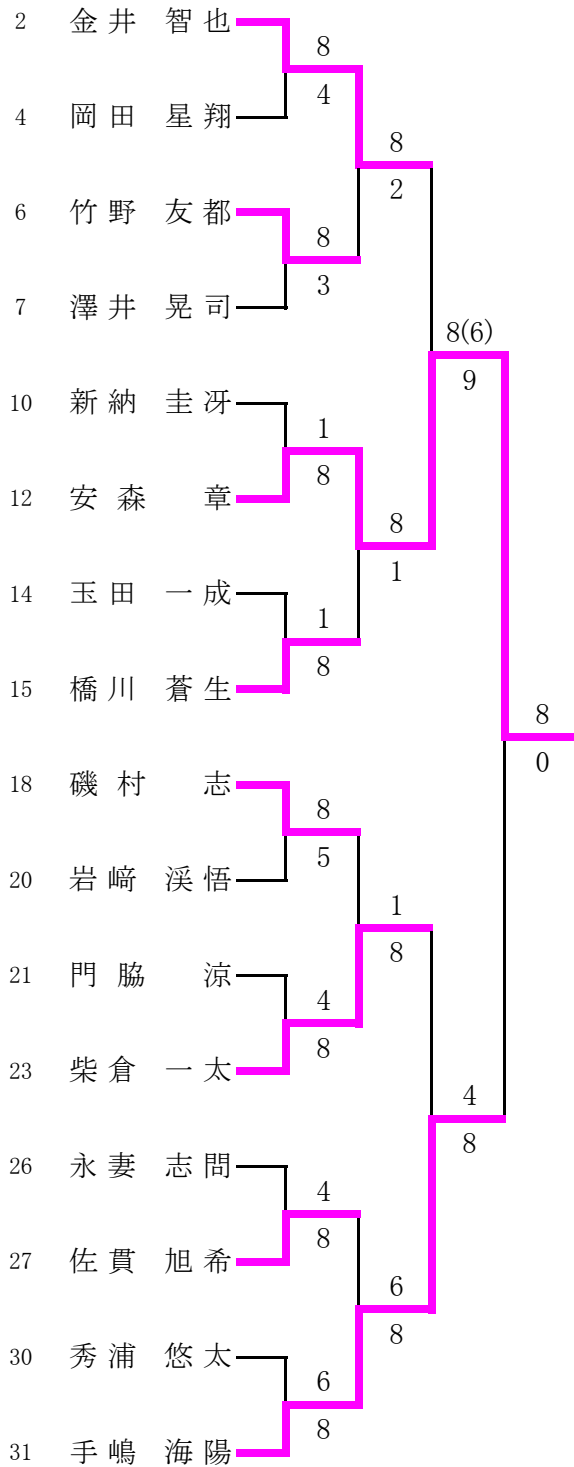 2 金井 智也
8
4
4 岡田 星翔
8
2
6 竹野 友都
8
3
7 澤井 晃司
8(6)
9
10 新納 圭冴
1
8
12 安森 章
8
1
14 玉田 一成
1
8
15 橋川 蒼生
8
0
18 磯村 志
8
5
20 岩﨑 渓悟
1
8
21 門脇 涼
4
8
23 柴倉 一太
4
8
26 永妻 志問
4
8
27 佐貫 旭希
6
8
30 秀浦 悠太
6
8
31 手嶋 海陽